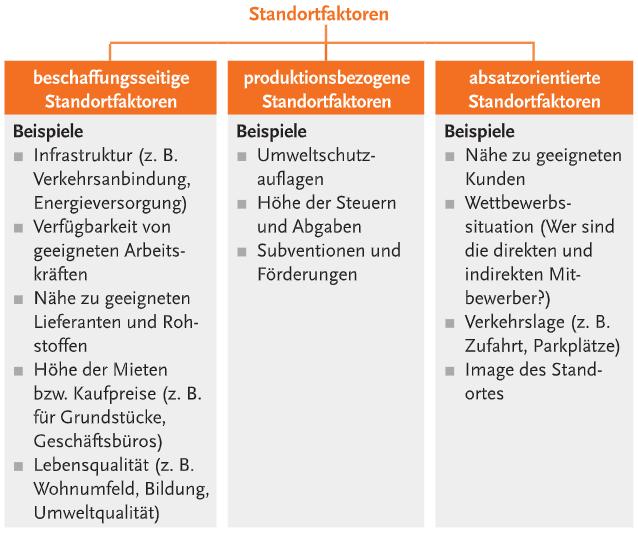 Standortfaktoren
beschaffungsseitige
Standortfaktoren
Beispiele
■ Infrastruktur (z. B.
Verkehrsanbindung,
Energieversorgung)
■ Verfügbarkeit von
geeigneten Arbeits-
kräften
■ Nähe zu geeigneten
Lieferanten und Roh-
stoffen
■ Höhe der Mieten
bzw. Kaufpreise (z. B.
für Grundstücke,
Geschäftsbüros)
■ Lebensqualität (z. B.
Wohnumfeld, Bildung,
Umweltqualität)
produktionsbezogene
Standortfaktoren
Beispiele
■ Umweltschutz-
auflagen
■ Höhe der Steuern
und Abgaben
■ Subventionen und
Förderungen
absatzorientierte
Standortfaktoren
Beispiele
■ Nähe zu geeigneten
Kunden
■ Wettbewerbs-
situation (Wer sind
die direkten und
indirekten Mit-
bewerber?)
■ Verkehrslage (z. B.
Zufahrt, Parkplätze)
■ Image des Stand-
ortes